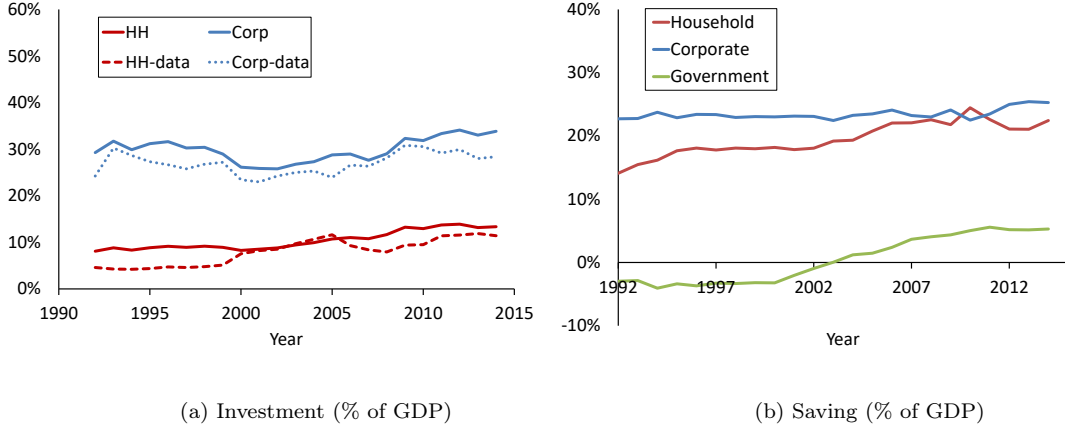 60%
50%
40%
30%
20%
10%
0%
HH
Corp
HH-data
Corp-data
1990
1995
2000
2005
2010
2015
Year
(a) Investment (% of GDP)
40%
30%
20%
10%
0%
-10%
Household
Corporate
Government
1992
1997
2002
2007
2012
Year
(b) Saving (% of GDP)